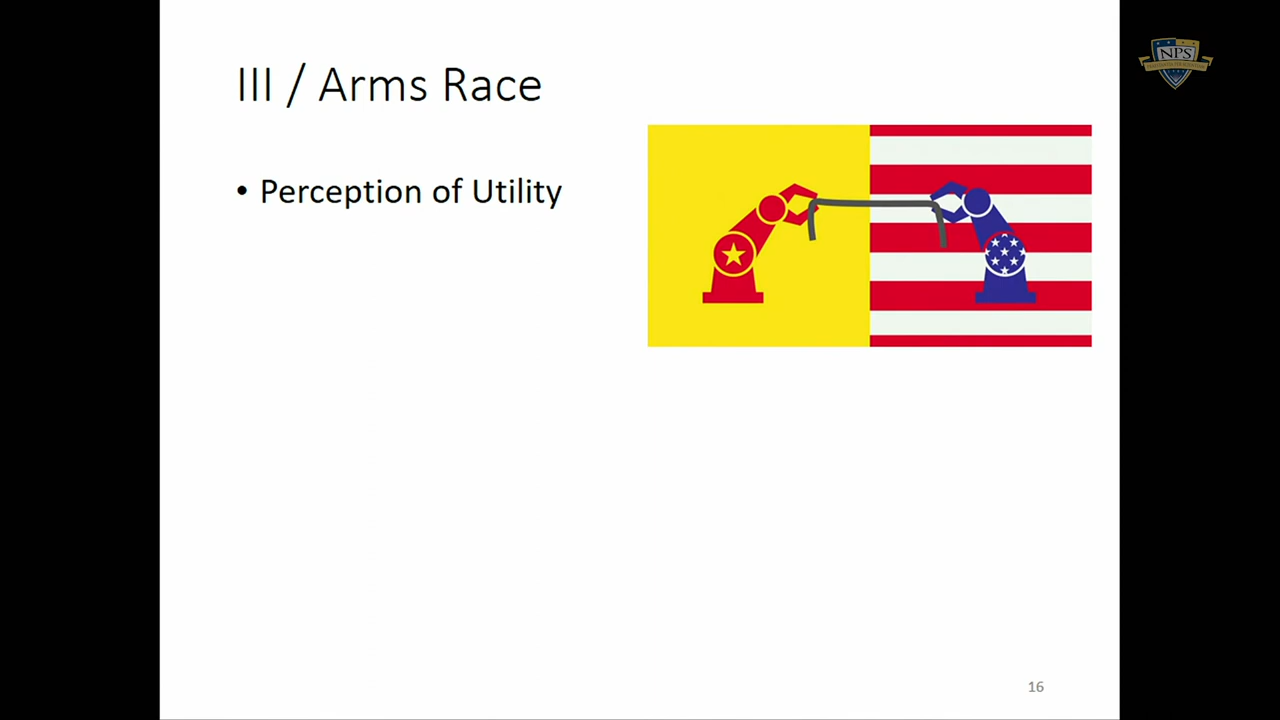 III / Arms Race
• Perception of Utility
NPS
16